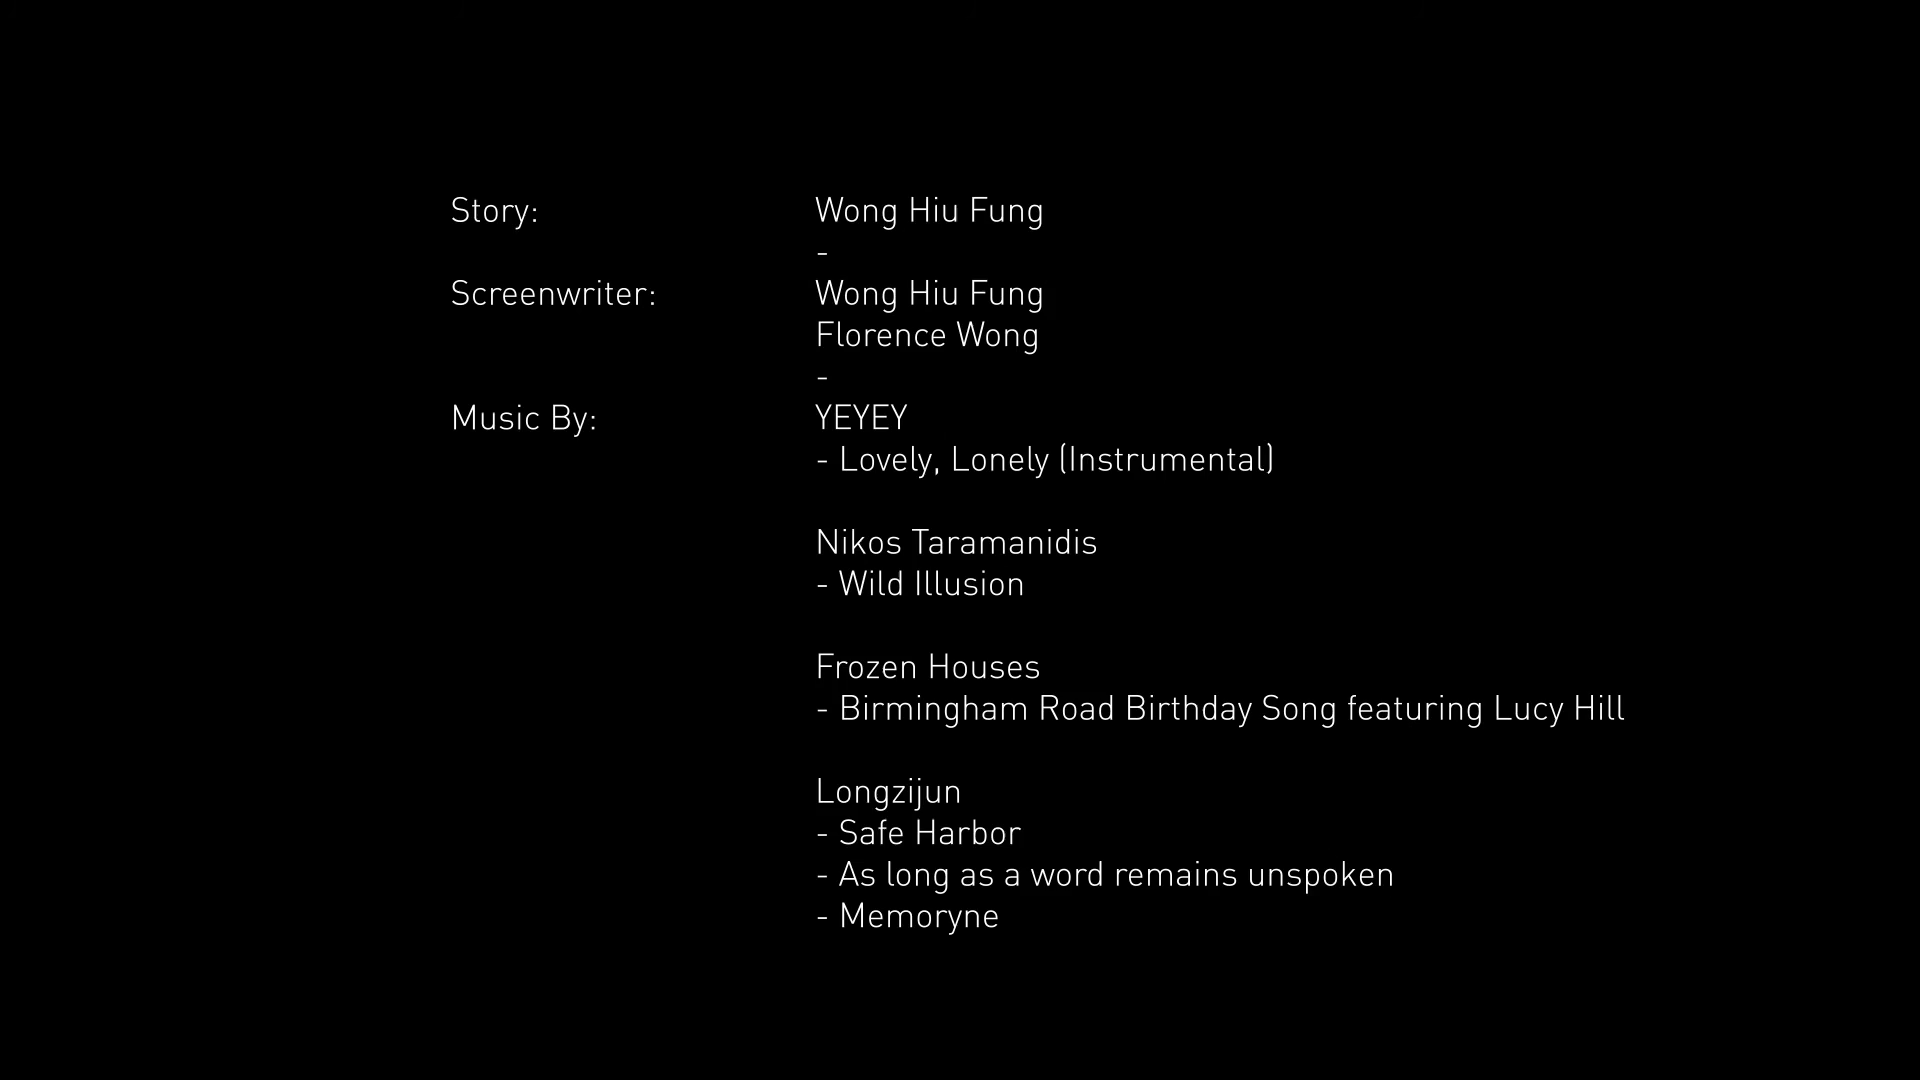 Story: Wong Hiu Fung
-
Screenwriter: Wong Hiu Fung
Florence Wong
-
Music By: YEYEY
- Lovely, Lonely (Instrumental)
Nikos Taramanidis
- Wild Illusion
Frozen Houses
- Birmingham Road Birthday Song featuring Lucy Hill
Longzijun
- Safe Harbor
- As long as a word remains unspoken
- Memoryne